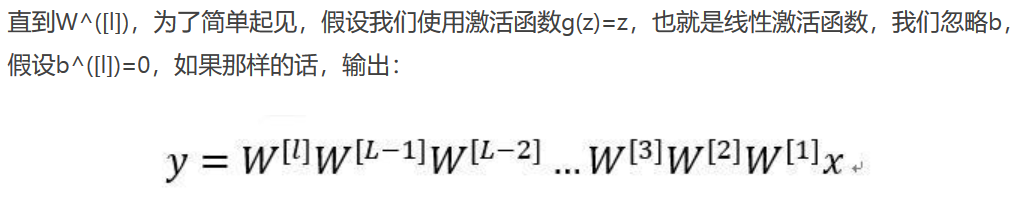 直到W^([l])，为了简单起见，假设我们使用激活函数g(z)=z，也就是线性激活函数，我们忽略b，
假设b^([l])=0，如果那样的话，输出：
y = W^{[l]}W^{[L−1]}W^{[L−2]} … W^{[3]}W^{[2]}W^{[1]}x ↵